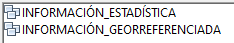 INFORMACIÓN_ESTADÍSTICA
INFORMACIÓN_GEORREFERENCIADA